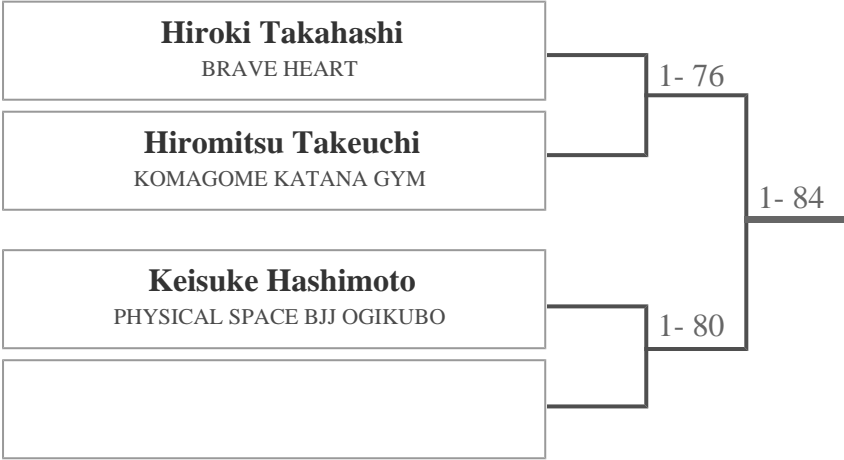 Hiroki Takahashi
BRAVE HEART
1- 76
Hiromitsu Takeuchi
KOMAGOME KATANA GYM
1- 84
Keisuke Hashimoto
PHYSICAL SPACE BJJ OGIKUBO
1- 80